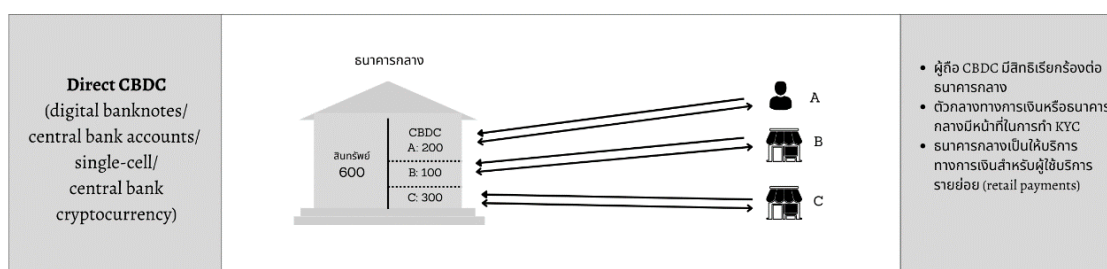 Direct CBDC
(digital banknotes/
central bank accounts/
single-cell/
central bank
cryptocurrency)
ธนาคารกลาง
สินทรัพย์
600
CBDC
A: 200
B: 100
C: 300
A
B
C
• ผู้ถือ CBDC มีสิทธิเรียกร้องต่อ
ธนาคารกลาง
• ตัวกลางทางการเงินหรือธนาคาร
กลางมีหน้าที่ในการทำ KYC
• ธนาคารกลางเป็นให้บริการ
ทางการเงินสำหรับผู้ใช้บริการ
รายย่อย (retail payments)